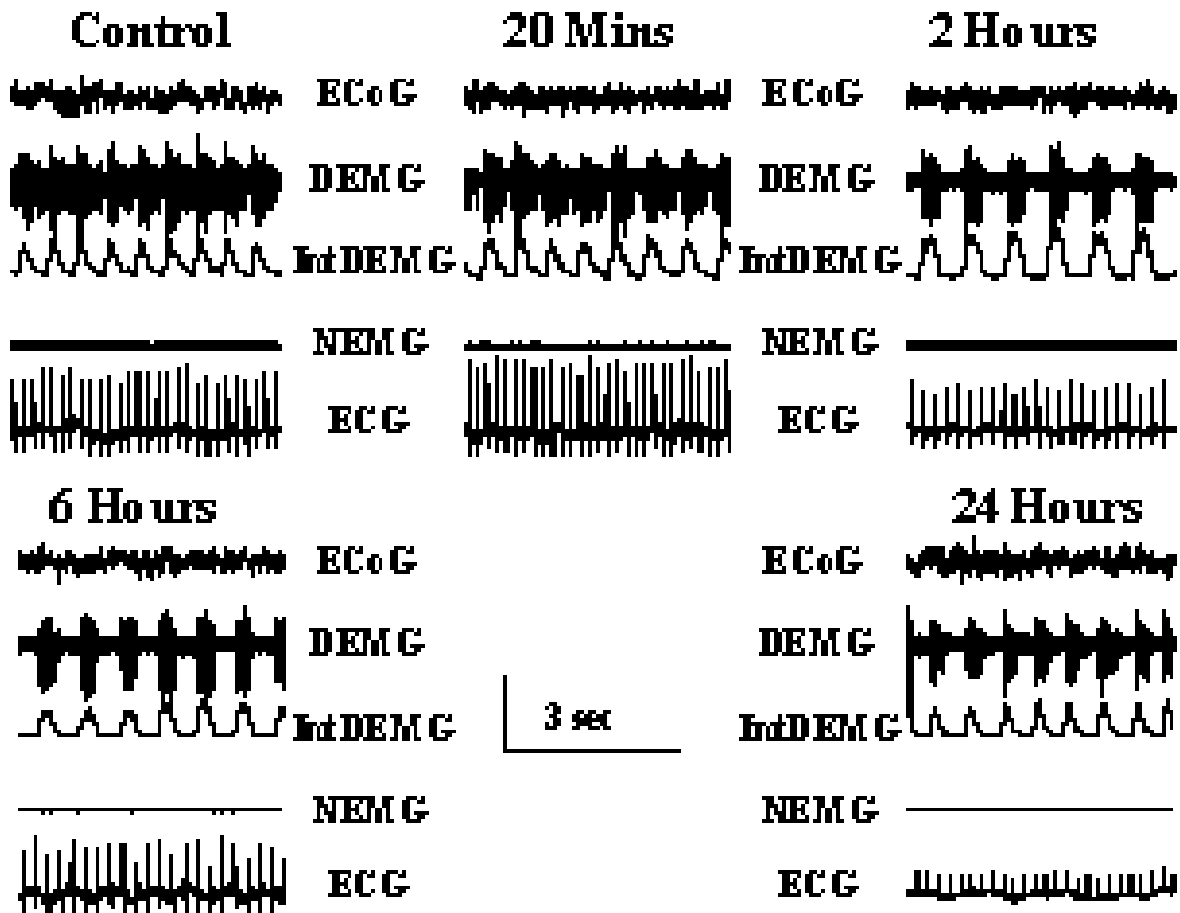 Control 20 Mins 2 Hours
ECoG ECoG
DEMG DEMG
IntDEMG IntDEMG
NEMG NEMG
ECG ECG
6 Hours 24 Hours
ECoG ECoG
DEMG DEMG
IntDEMG 3 sec IntDEMG
NEMG NEMG
ECG ECG